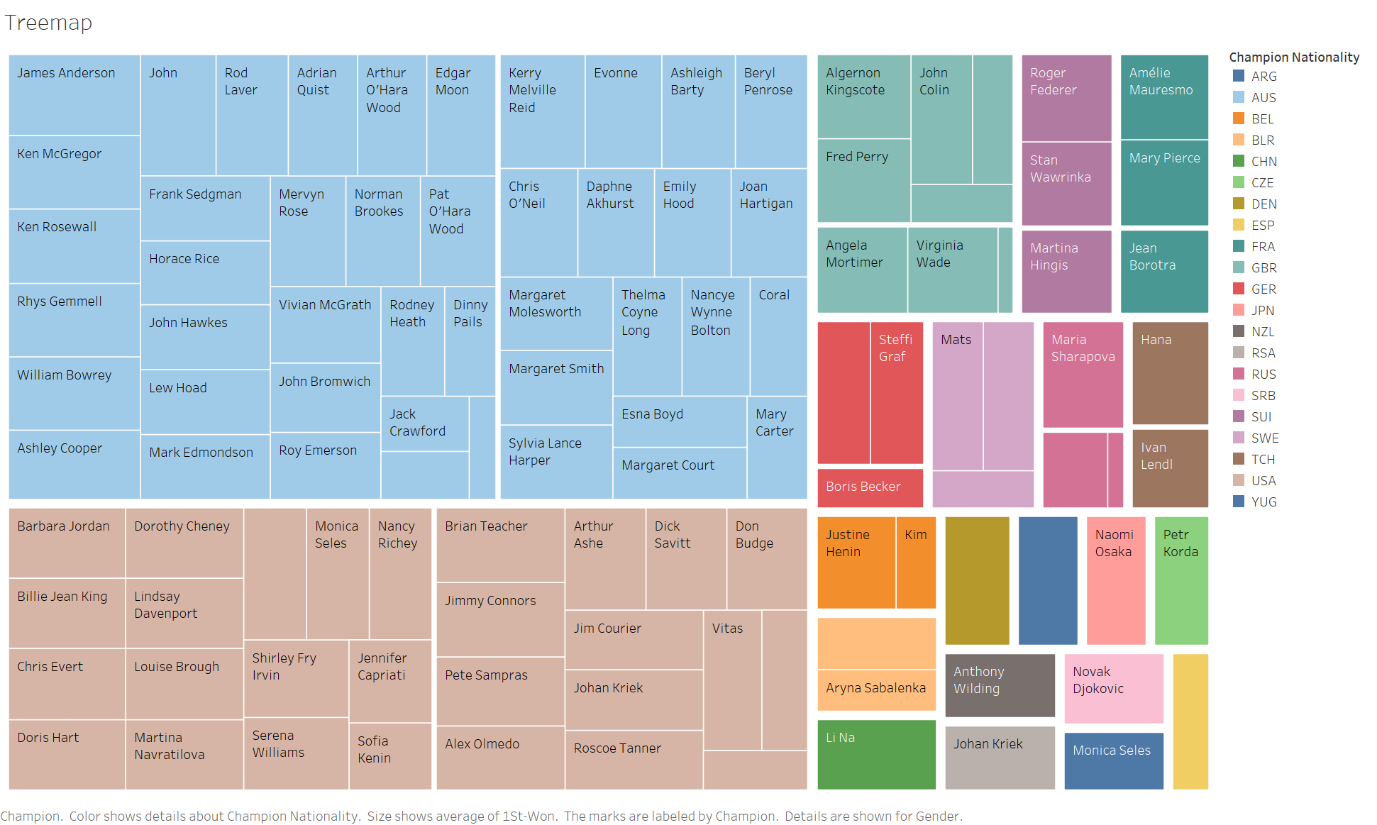 Treemap
James Anderson
Ken McGregor
Ken Rosewall
Rhys Gemmell
William Bowrey
Ashley Cooper
John
Rod
Laver
Adrian
Quist
Arthur
O'Hara
Wood
Edgar
Moon
Frank Sedgman
Horace Rice
John Hawkes
Lew Hoad
Mark Edmondson
Mervyn
Rose
Norman
Brookes
Pat
O'Hara
Wood
Vivian McGrath
John Bromwich
Roy Emerson
Rodney
Heath
Dinny
Pails
Jack
Crawford
Kerry
Melville
Reid
Evonne
Ashleigh
Barty
Beryl
Penrose
Chris
O'Neil
Daphne
Akhurst
Emily
Hood
Joan
Hartigan
Margaret
Molesworth
Margaret Smith
Sylvia Lance
Harper
Thelma
Coyne
Long
Nancye
Wynne
Bolton
Coral
Esna Boyd
Margaret Court
Mary
Carter
Barbara Jordan
Billie Jean King
Chris Evert
Doris Hart
Dorothy Cheney
Lindsay
Davenport
Louise Brough
Martina
Navratilova
Monica
Seles
Nancy
Richey
Shirley Fry
Irvin
Serena
Williams
Jennifer
Capriati
Sofia
Kenin
Brian Teacher
Jimmy Connors
Pete Sampras
Alex Olmedo
Arthur
Ashe
Dick
Savitt
Don
Budge
Jim Courier
Johan Kriek
Roscoe Tanner
Vitas
Algernon
Kingscote
Fred Perry
John
Colin
Angela
Mortimer
Virginia
Wade
Roger
Federer
Stan
Wawrinka
Martina
Hingis
Amélie
Mauresmo
Mary Pierce
Jean
Borotra
Steffi
Graf
Boris Becker
Mats
Maria
Sharapova
Hana
Ivan
Lendl
Justine
Henin
Kim
Aryna Sabalenka
Li Na
Naomi
Osaka
Petr
Korda
Anthony
Wilding
Johan Kriek
Novak
Djokovic
Monica Seles
Champion Nationality
ARG
AUS
BEL
BLR
CHN
CZE
DEN
ESP
FRA
GBR
GER
JPN
NZL
RSA
RUS
SRB
SUI
SWE
TCH
USA
YUG
Champion. Color shows details about Champion Nationality. Size shows average of 1St-Won. The marks are labeled by Champion. Details are shown for Gender.